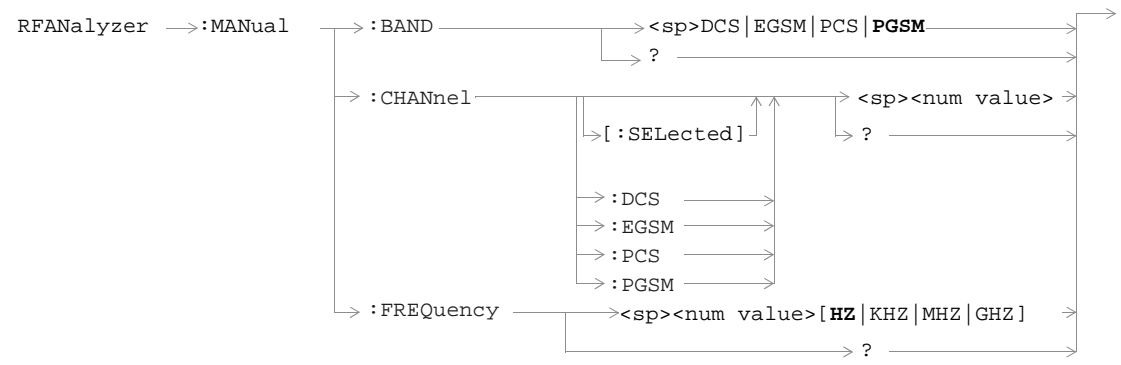 RFANalyzer :MANual :BAND <sp>DCS|EGSM|PCS|PGSM
?
:CHANnel <sp><num value>
[:SELected] ?
:DCS
:EGSM
:PCS
:PGSM
:FREQuency <sp><num value>[HZ|KHZ|MHZ|GHZ]
?